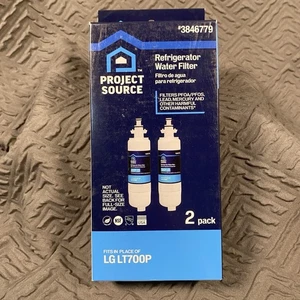 #3846779
PROJECT
SOURCE
Refrigerator
Water Filter
Filtro de agua
para refrigerador
FILTERS PFOA/PFOS,
LEAD, MERCURY AND
OTHER HARMFUL
CONTAMINANTS*
NOT
ACTUAL
SIZE. SEE
BACK FOR
FULL-SIZE
IMAGE.
2 pack
FITS IN PLACE OF
LG LT700P